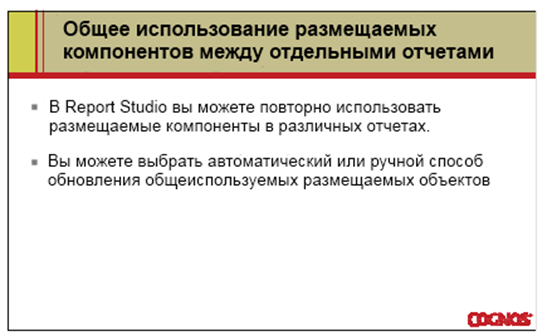 Общее использование размещаемых
компонентов между отдельными отчетами
В Report Studio вы можете повторно использовать
размещаемые компоненты в различных отчетах.
Вы можете выбрать автоматический или ручной способ
обновления общеиспользуемых размещаемых объектов
COGNOS